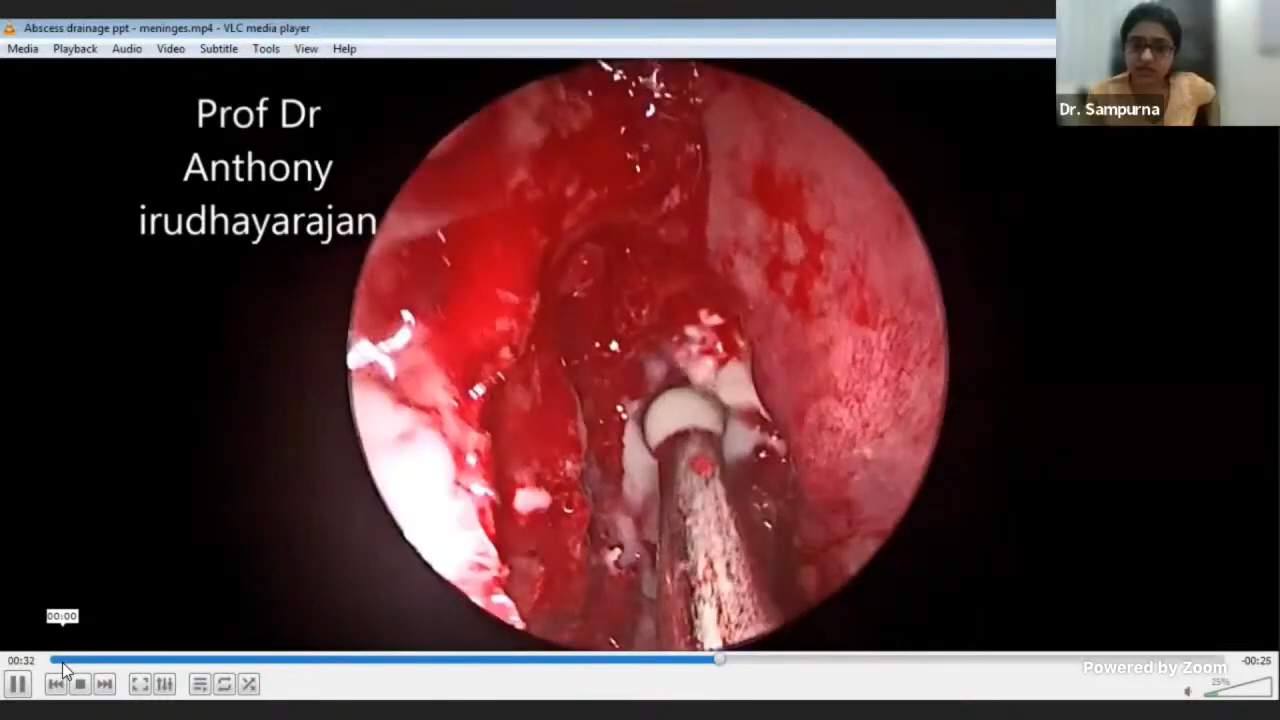 Abscess drainage ppt - meninges.mp4 - VLC media player
Media Playback Audio Video Subtitle Tools View Help
Dr. Sampurna
Prof Dr
Anthony
irudhayarajan
00:00
00:32
-00:25
Powered by Zoom
25%